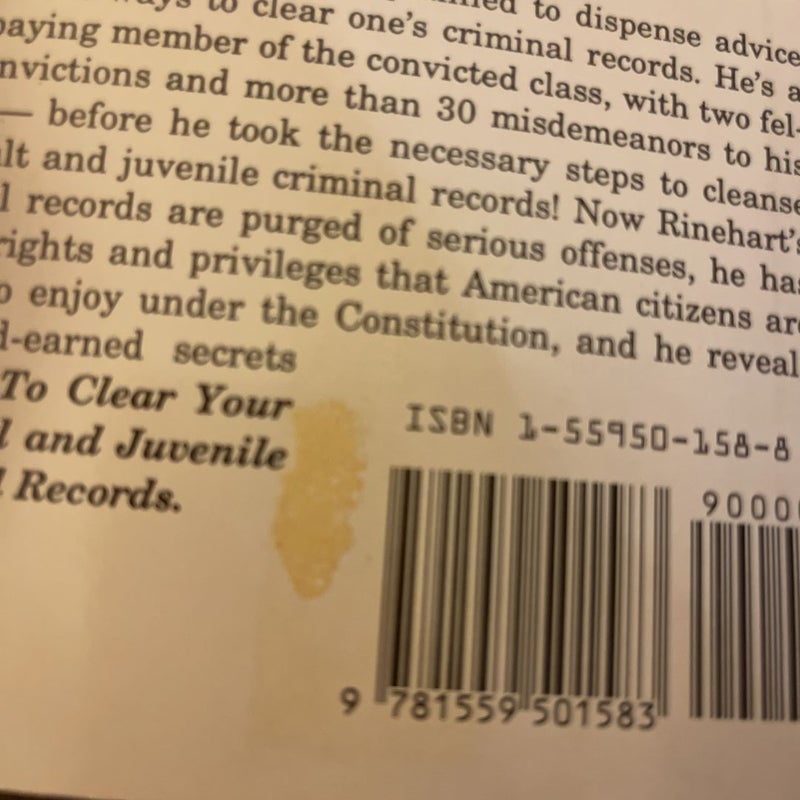 to clear one's criminal records. He's a
to dispense advice
paying member of the convicted class, with two fel-
nvictions and more than 30 misdemeanors to his
— before he took the necessary steps to cleanse
lt and juvenile criminal records! Now Rinehart's
l records are purged of serious offenses, he has
rights and privileges that American citizens are
o enjoy under the Constitution, and he reveal
d-earned secrets
To Clear Your
l and Juvenile
l Records.
ISBN 1-55950-158-8
9000
9 781559 501583